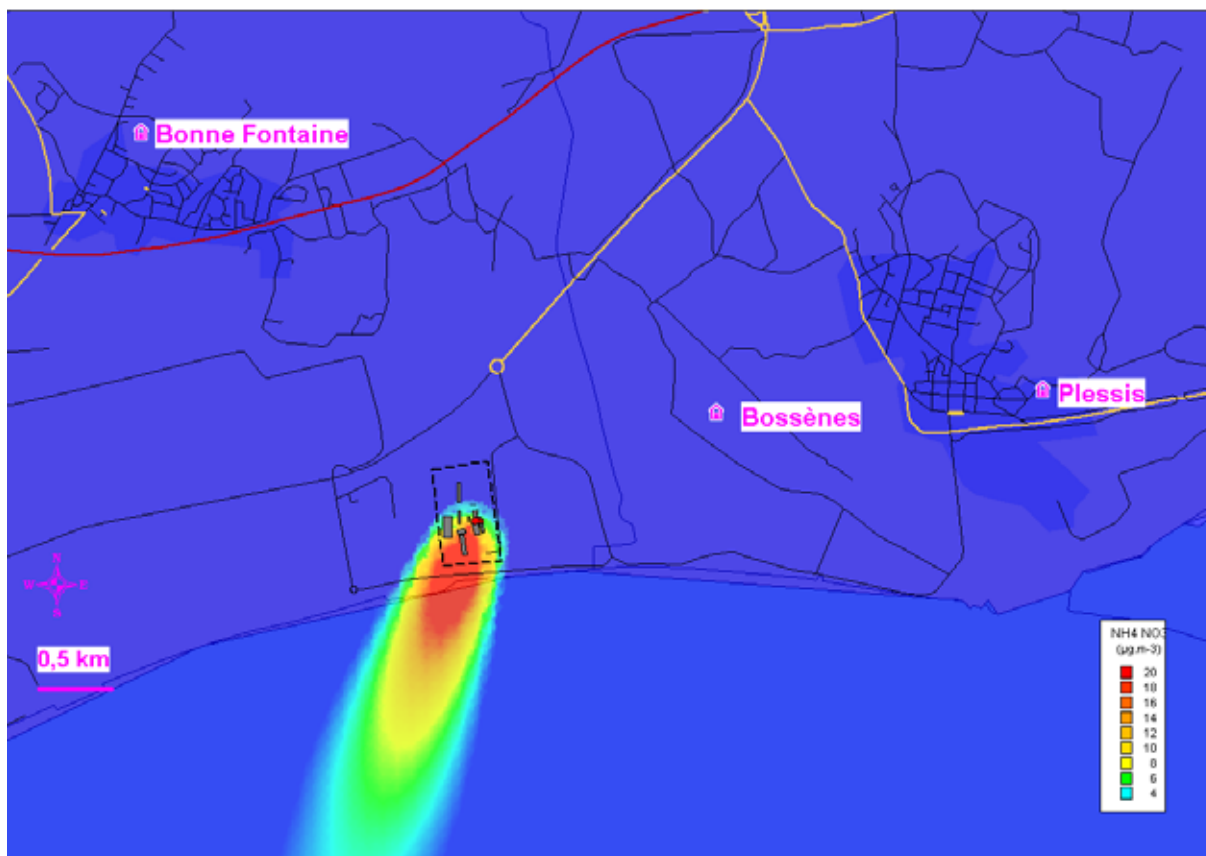 Bonne Fontaine
Plessis
Bossènes
N
W E
S
0,5 km
NH4 NO3
(µg.m-3)
20
18
16
14
12
10
8
6
4